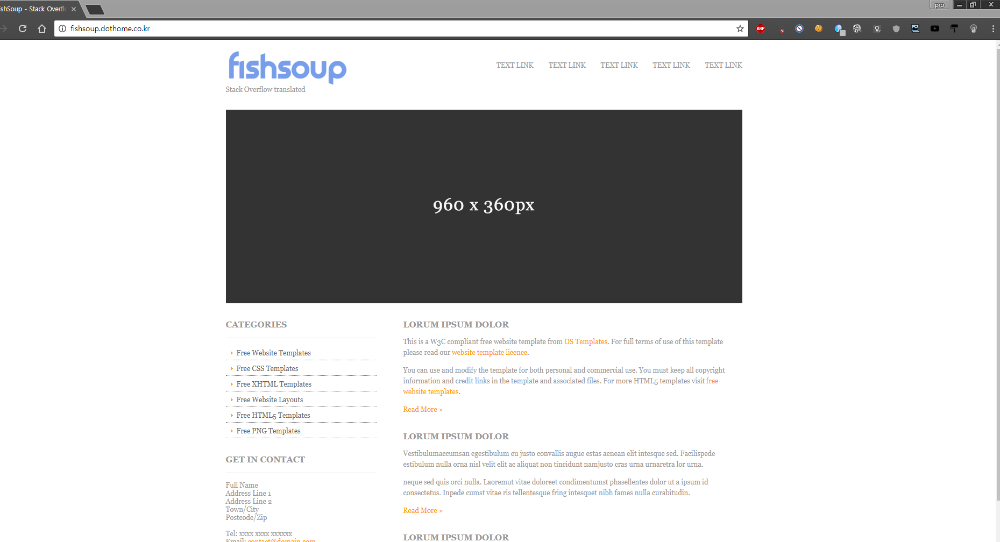 shSoup - Stack Overfl
pro
fishsoup.dothome.co.kr
ABP
fishsoup
Stack Overflow translated
TEXT LINK TEXT LINK TEXT LINK TEXT LINK TEXT LINK
960 x 360px
CATEGORIES
Free Website Templates
Free CSS Templates
Free XHTML Templates
Free Website Layouts
Free HTML5 Templates
Free PNG Templates
GET IN CONTACT
Full Name
Address Line 1
Address Line 2
Town/City
Postcode/Zip
Tel: xxxx xxxx xxxxxx
Email: contact@domain.com
LORUM IPSUM DOLOR
This is a W3C compliant free website template from OS Templates. For full terms of use of this template
please read our website template licence.
You can use and modify the template for both personal and commercial use. You must keep all copyright
information and credit links in the template and associated files. For more HTML5 templates visit free
website templates.
Read More »
LORUM IPSUM DOLOR
Vestibulumaccumsan egestibulum eu justo convallis augue estas aenean elit intesque sed. Facilispede
estibulum nulla orna nisl velit elit ac aliquat non tincidunt namjusto cras urna urnaretra lor urna.
neque sed quis orci nulla. Laoremut vitae doloreet condimentumst phasellentes dolor ut a ipsum id
consectetus. Inpede cumst vitae ris tellentesque fring intesquet nibh fames nulla curabitudin.
Read More »
LORUM IPSUM DOLOR